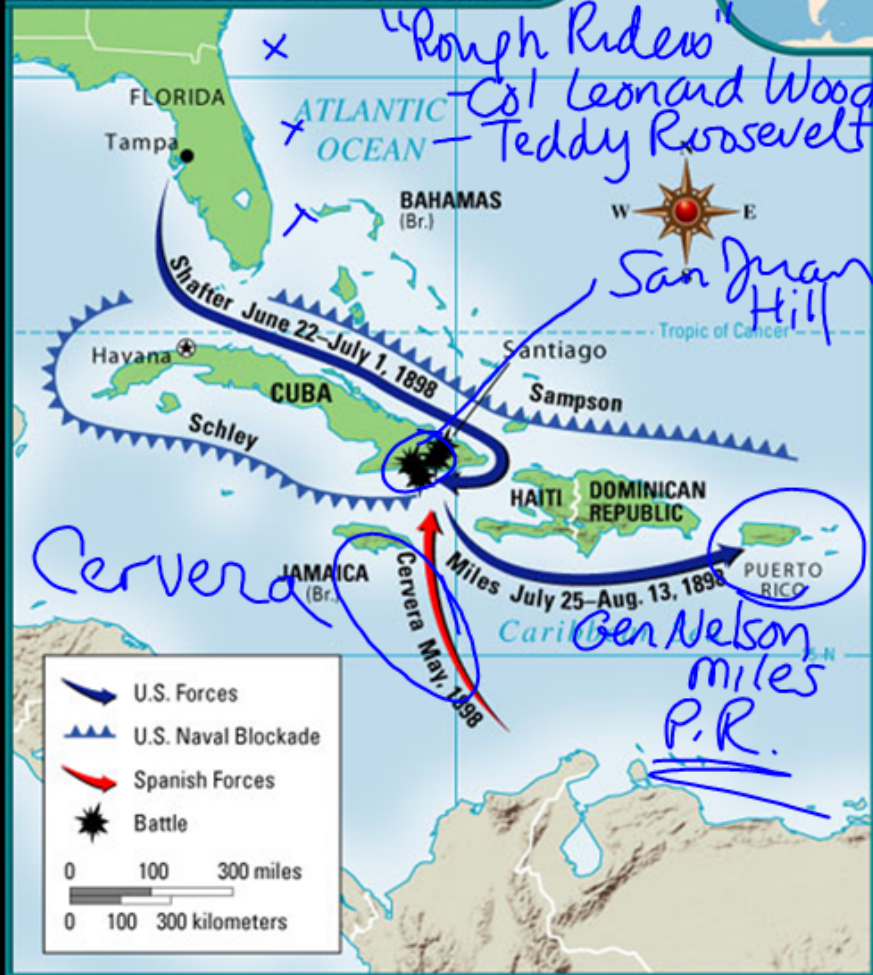 "Rough Riders"
- Col Leonard Wood
- Teddy Roosevelt
FLORIDA
Tampa
ATLANTIC
OCEAN
BAHAMAS
(Br.)
N
W
E
S
San Juan
Hill
Shafter June 22–July 1, 1898
Tropic of Cancer
Havana
Santiago
CUBA
Sampson
Schley
HAITI
DOMINICAN
REPUBLIC
Cervera
JAMAICA
(Br.)
Cervera May, 1898
Miles July 25–Aug. 13, 1898
PUERTO
RICO
Caribbean
Gen Nelson
miles
P.R.
U.S. Forces
U.S. Naval Blockade
Spanish Forces
Battle
0 100 300 miles
0 100 300 kilometers